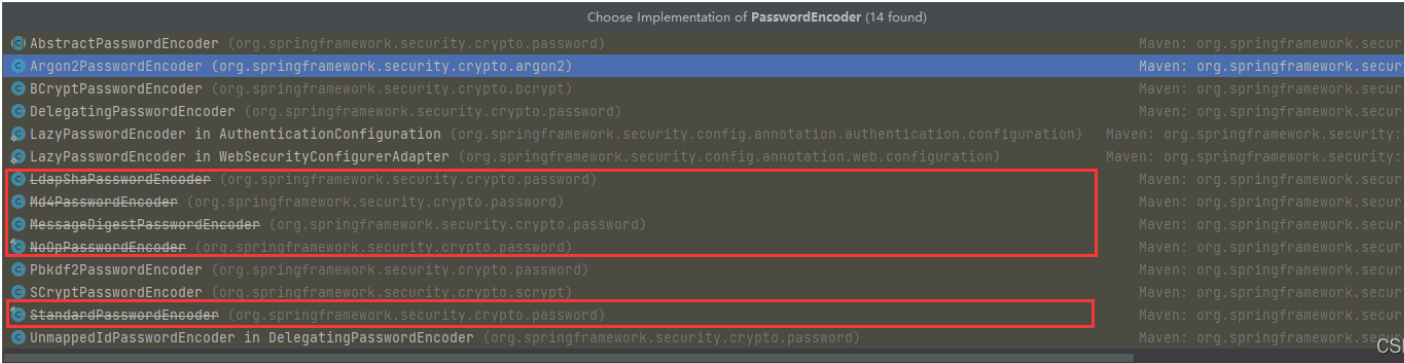 Choose Implementation of PasswordEncoder (14 found)
AbstractPasswordEncoder (org.springframework.security.crypto.password) Maven: org.springframework.secur
Argon2PasswordEncoder (org.springframework.security.crypto.argon2) Maven: org.springframework.secur
BCryptPasswordEncoder (org.springframework.security.crypto.bcrypt) Maven: org.springframework.secur
DelegatingPasswordEncoder (org.springframework.security.crypto.password) Maven: org.springframework.secur
LazyPasswordEncoder in AuthenticationConfiguration (org.springframework.security.config.annotation.authentication.configuration) Maven: org.springframework.security:
LazyPasswordEncoder in WebSecurityConfigurerAdapter (org.springframework.security.config.annotation.web.configuration) Maven: org.springframework.security:
LdapShaPasswordEncoder (org.springframework.security.crypto.password) Maven: org.springframework.secur
Md4PasswordEncoder (org.springframework.security.crypto.password) Maven: org.springframework.secur
MessageDigestPasswordEncoder (org.springframework.security.crypto.password) Maven: org.springframework.secur
NoOpPasswordEncoder (org.springframework.security.crypto.password) Maven: org.springframework.secur
Pbkdf2PasswordEncoder (org.springframework.security.crypto.password) Maven: org.springframework.secur
SCryptPasswordEncoder (org.springframework.security.crypto.scrypt) Maven: org.springframework.secur
StandardPasswordEncoder (org.springframework.security.crypto.password) Maven: org.springframework.secur
UnmappedIdPasswordEncoder in DelegatingPasswordEncoder (org.springframework.security.crypto.password) Maven: org.springframework.secur
CS